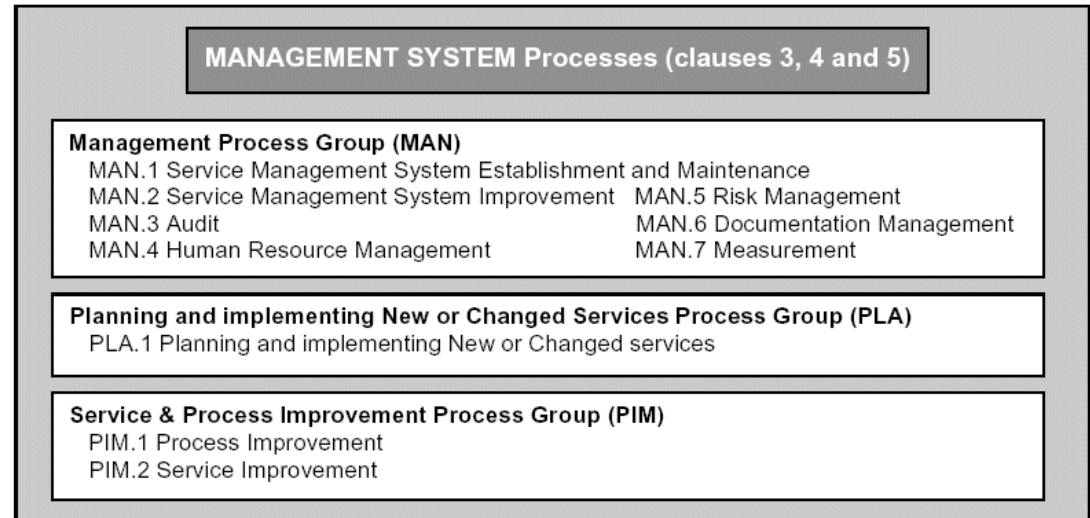 MANAGEMENT SYSTEM Processes (clauses 3, 4 and 5)
Management Process Group (MAN)
MAN.1 Service Management System Establishment and Maintenance
MAN.2 Service Management System Improvement MAN.5 Risk Management
MAN.3 Audit MAN.6 Documentation Management
MAN.4 Human Resource Management MAN.7 Measurement
Planning and implementing New or Changed Services Process Group (PLA)
PLA.1 Planning and implementing New or Changed services
Service & Process Improvement Process Group (PIM)
PIM.1 Process Improvement
PIM.2 Service Improvement